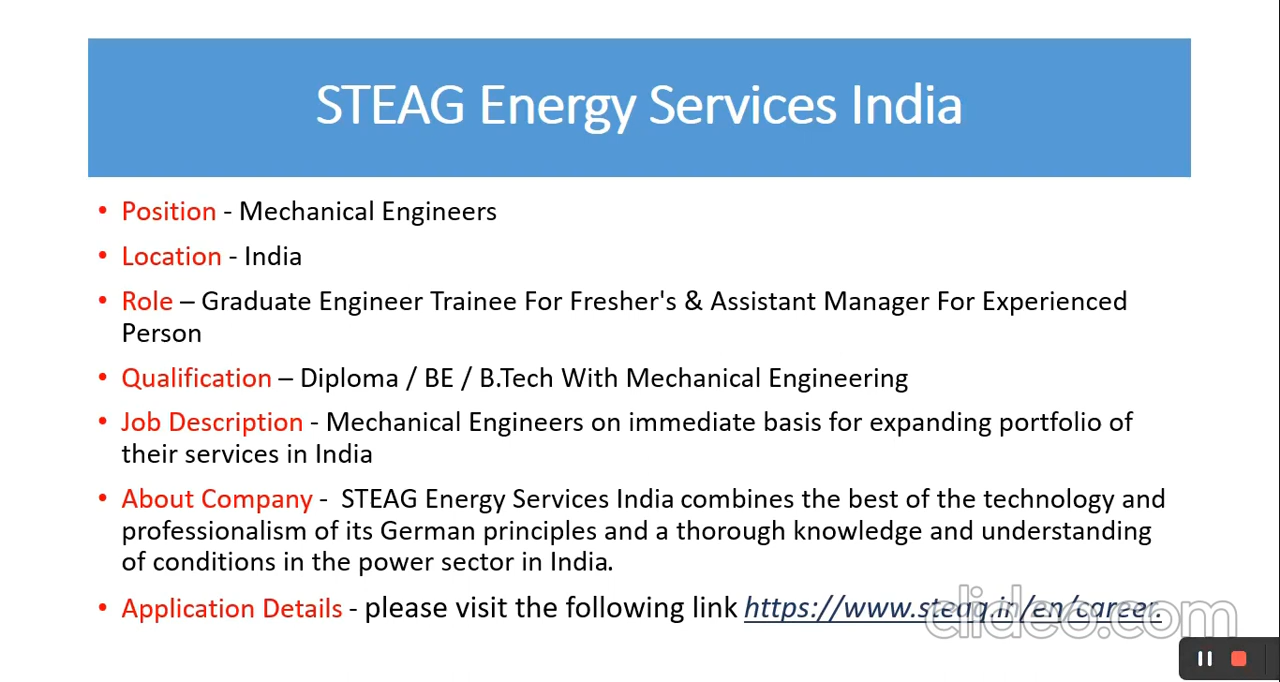 STEAG Energy Services India
• Position - Mechanical Engineers
• Location - India
• Role – Graduate Engineer Trainee For Fresher's & Assistant Manager For Experienced
Person
• Qualification – Diploma / BE / B.Tech With Mechanical Engineering
• Job Description - Mechanical Engineers on immediate basis for expanding portfolio of
their services in India
• About Company - STEAG Energy Services India combines the best of the technology and
professionalism of its German principles and a thorough knowledge and understanding
of conditions in the power sector in India.
• Application Details - please visit the following link https://www.steag.in/en/career.
clideo.com